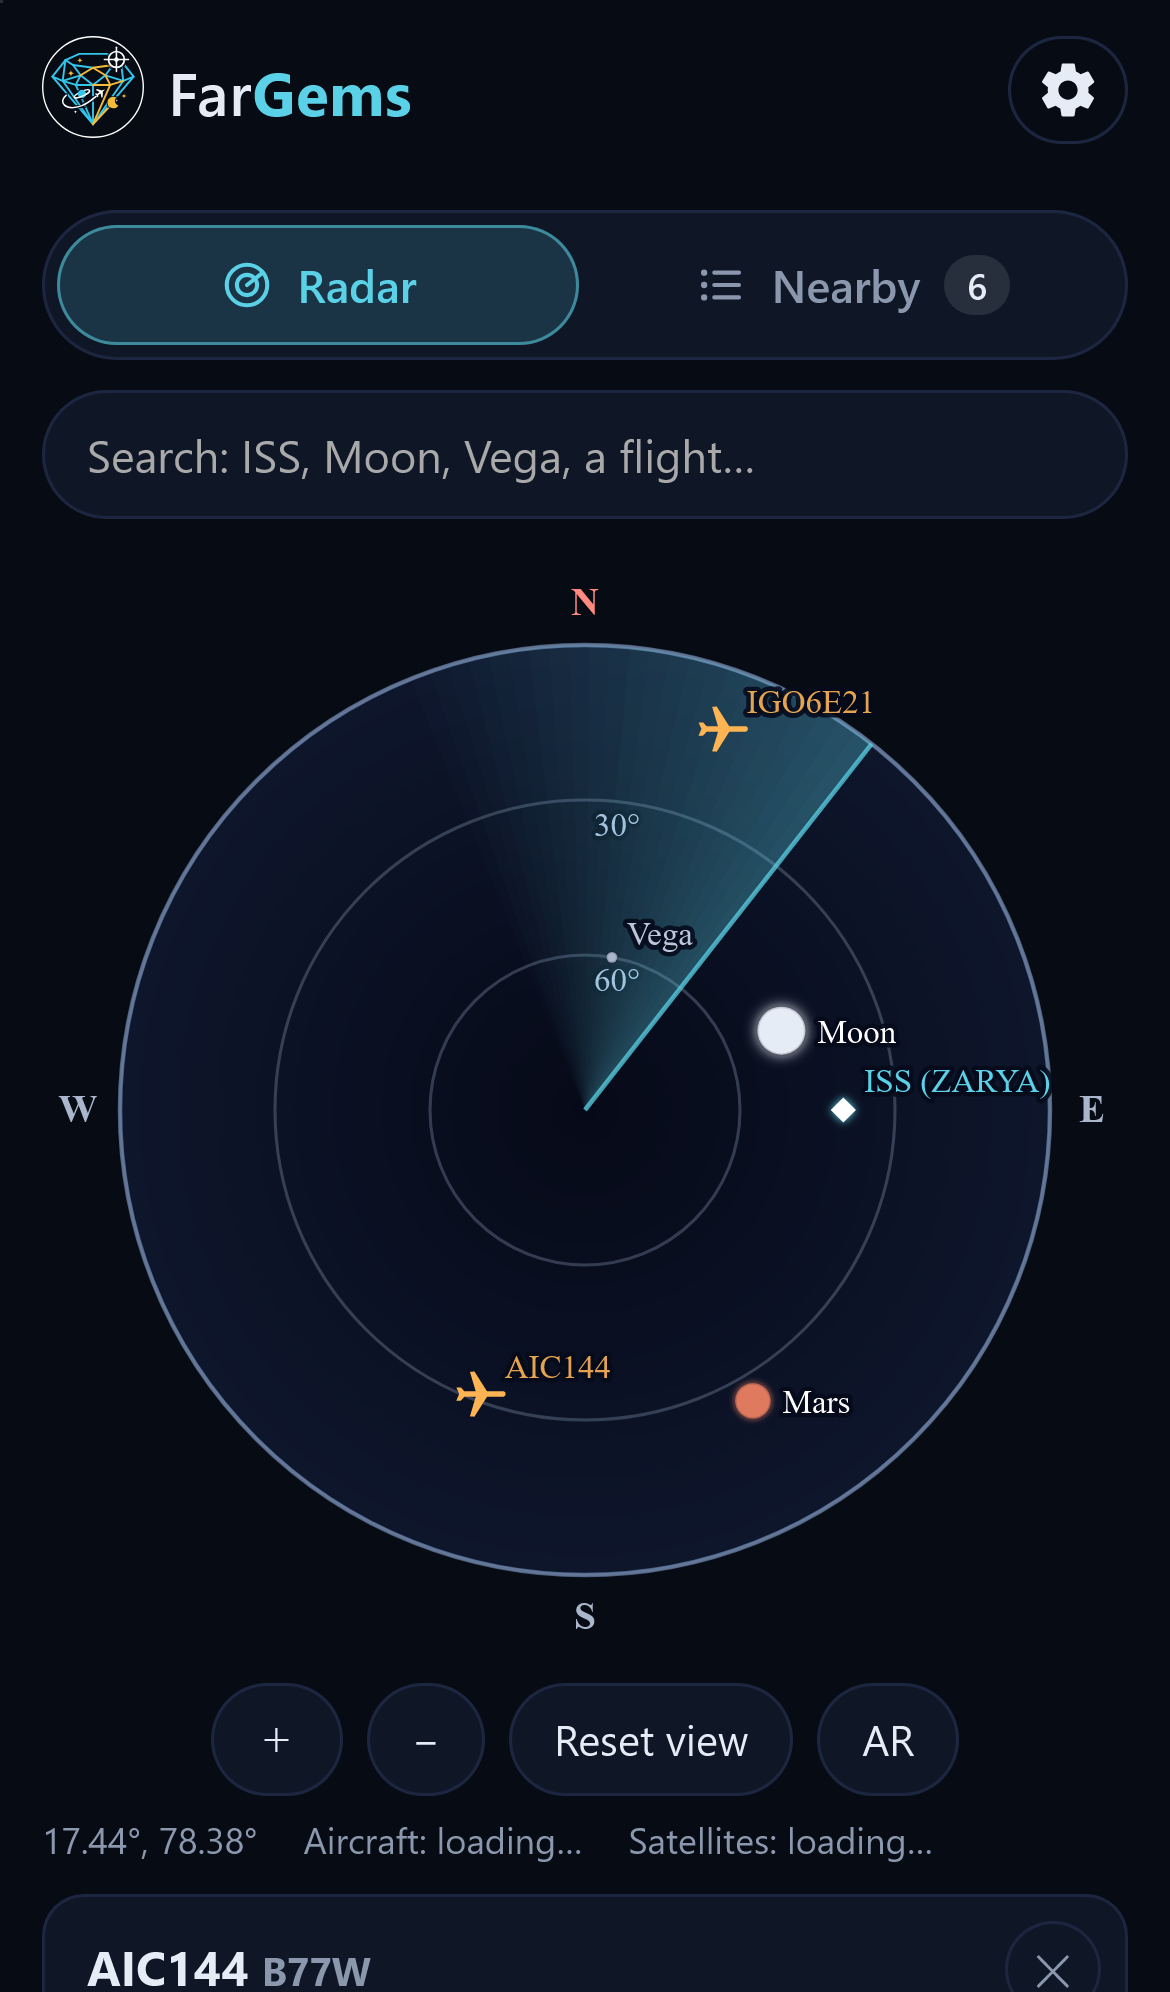 FarGems
Radar
Nearby 6
Search: ISS, Moon, Vega, a flight...
N
IGO6E21
30°
Vega
60°
Moon
ISS (ZARYA)
W
E
AIC144
Mars
S
+
−
Reset view
AR
17.44°, 78.38° Aircraft: loading... Satellites: loading...
AIC144 B77W